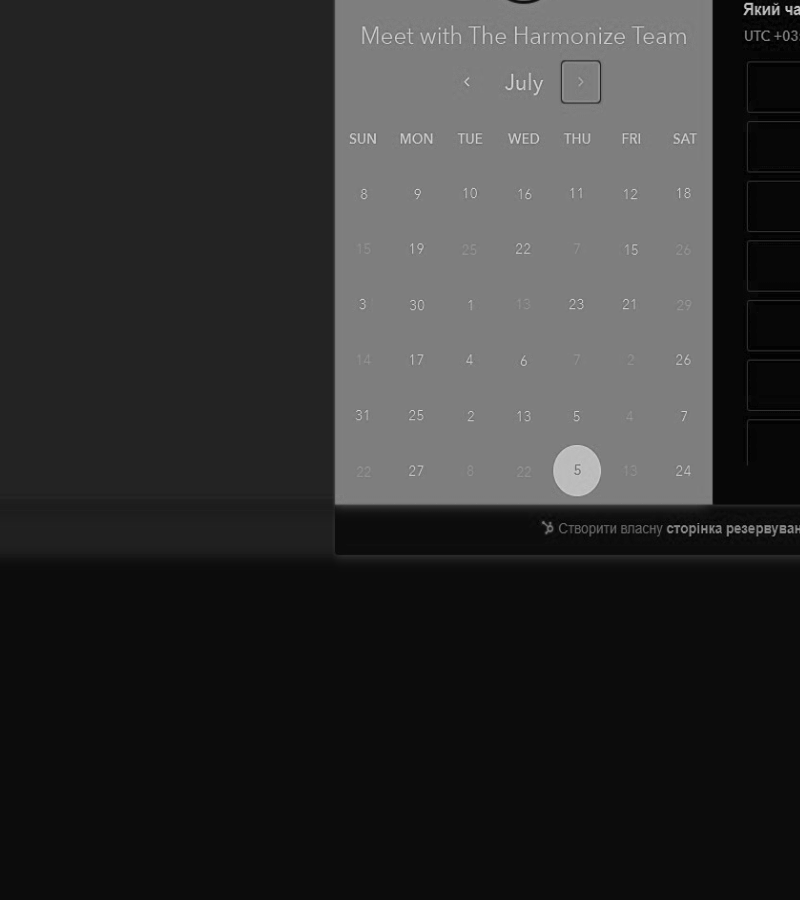 Який ча
Meet with The Harmonize Team
UTC +03:
July
SUN MON TUE WED THU FRI SAT
8 9 10 16 11 12 18
15 19 25 22 7 15 26
3 30 1 13 23 21 29
14 17 4 6 7 2 26
31 25 2 13 5 4 7
22 27 8 22 5 13 24
Створити власну сторінка резервуван